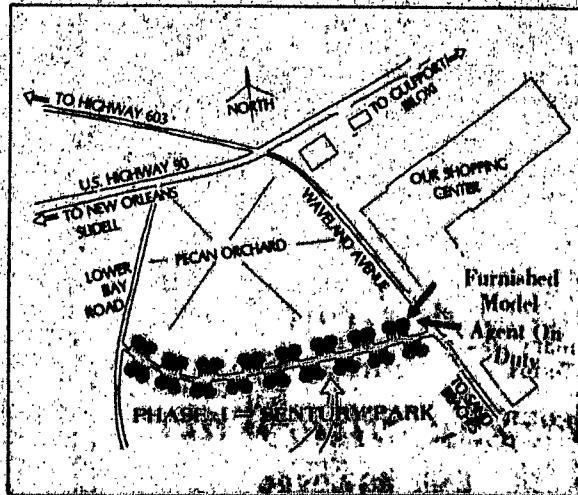 TO HIGHWAY 603
NORTH
TO GULFPORT
BILOXI
U.S. HIGHWAY 90
TO NEW ORLEANS
SLIDELL
OUR SHOPPING
CENTER
WAVELAND AVENUE
PECAN ORCHARD
LOWER
BAY
ROAD
Furnished
Model
Agent On
Duty
PHASE I — CENTURY PARK
TO